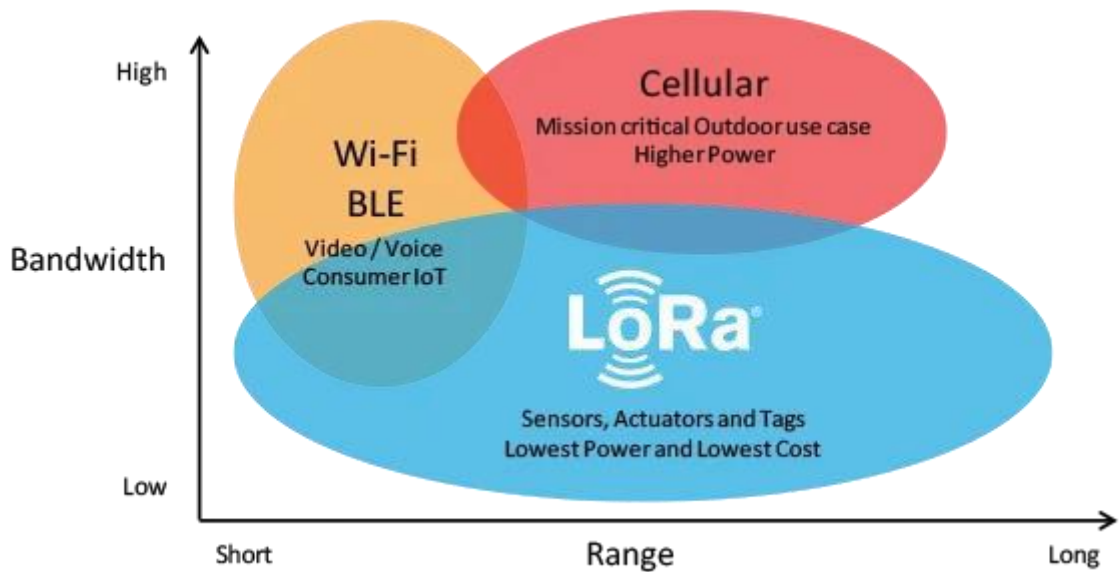 High
Cellular
Mission critical Outdoor use case
Higher Power
Wi-Fi
BLE
Video / Voice
Consumer IoT
Bandwidth
LoRa®
Sensors, Actuators and Tags
Lowest Power and Lowest Cost
Low
Short
Range
Long